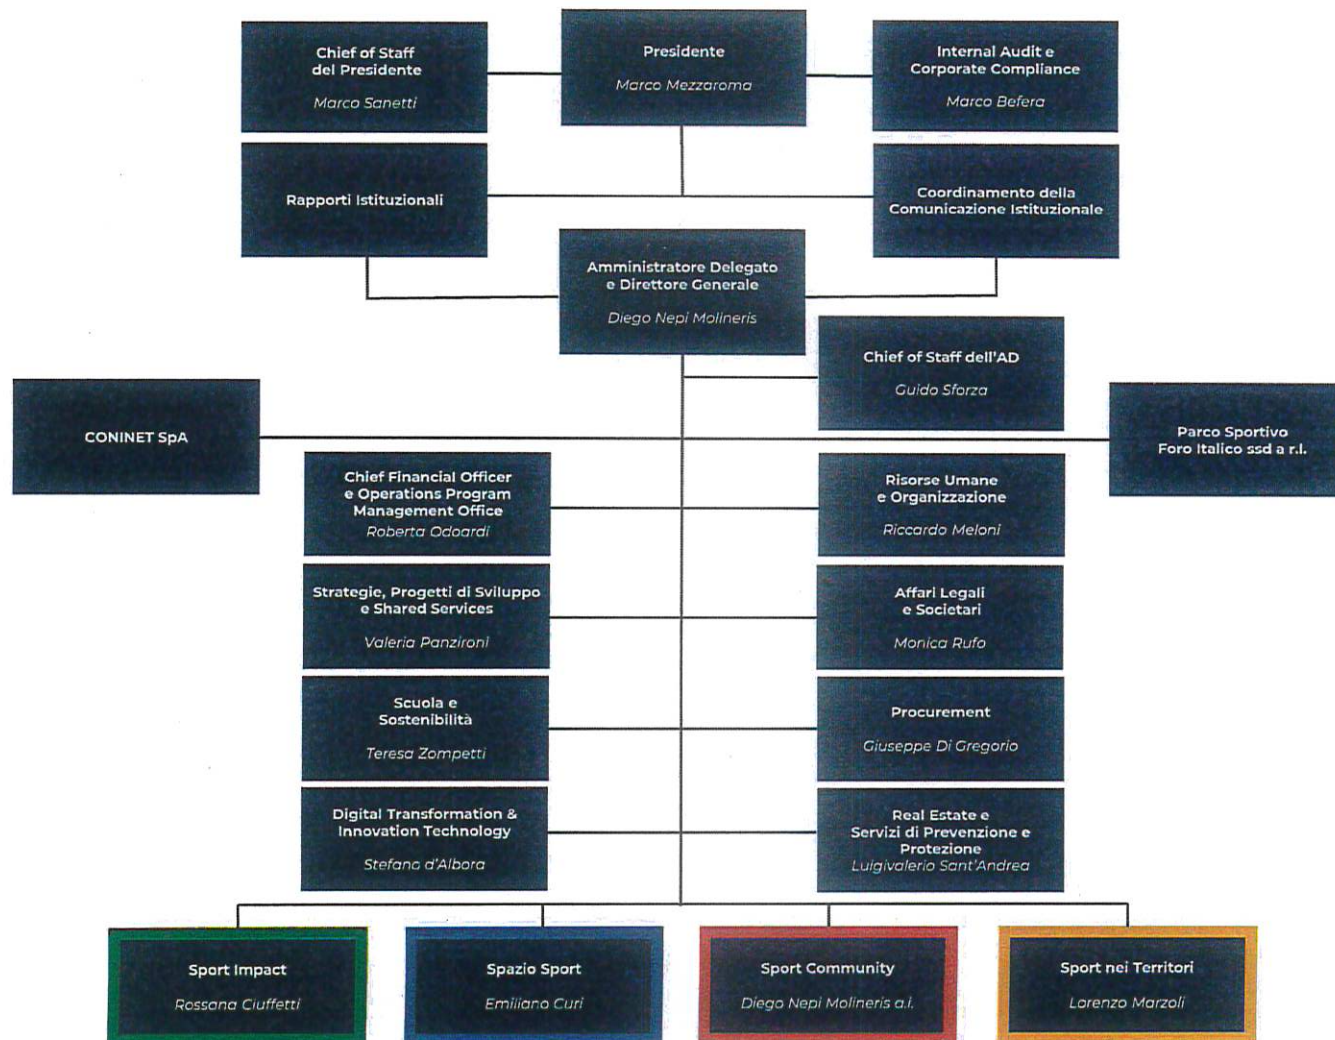 Chief of Staff
del Presidente
Marco Sanetti
Presidente
Marco Mezzaroma
Internal Audit e
Corporate Compliance
Marco Befera
Rapporti Istituzionali
Coordinamento della
Comunicazione Istituzionale
Amministratore Delegato
e Direttore Generale
Diego Nepi Molineris
Chief of Staff dell'AD
Guido Sforza
CONINET SpA
Parco Sportivo
Foro Italico ssd a r.l.
Chief Financial Officer
e Operations Program
Management Office
Roberta Odoardi
Risorse Umane
e Organizzazione
Riccardo Meloni
Strategie, Progetti di Sviluppo
e Shared Services
Valeria Panzironi
Affari Legali
e Societari
Monica Rufo
Scuola e
Sostenibilità
Teresa Zompetti
Procurement
Giuseppe Di Gregorio
Digital Transformation &
Innovation Technology
Stefano d'Albora
Real Estate e
Servizi di Prevenzione e
Protezione
Luigivalerio Sant'Andrea
Sport Impact
Rossana Ciuffetti
Spazio Sport
Emiliano Curi
Sport Community
Diego Nepi Molineris a.i.
Sport nei Territori
Lorenzo Marzoli